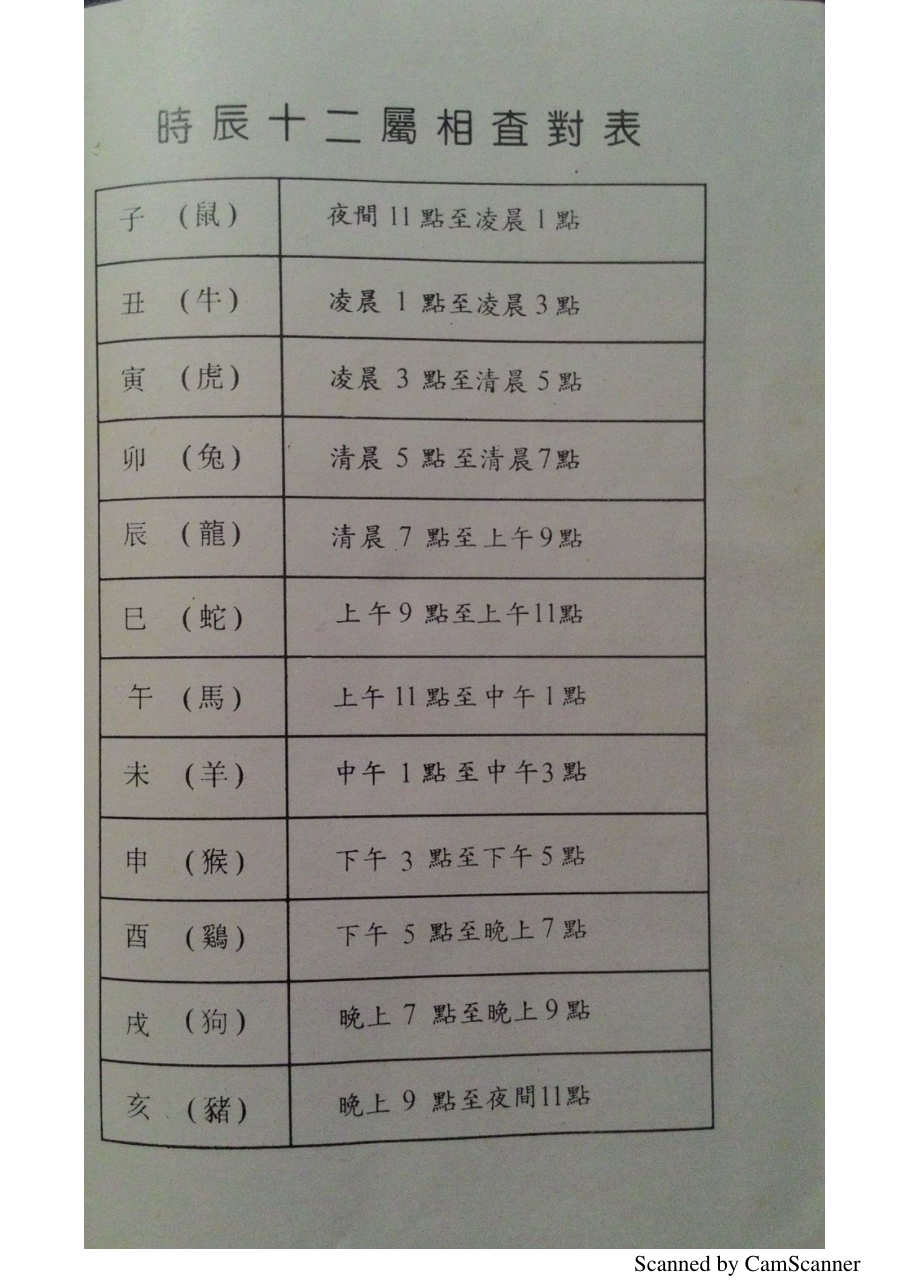 時辰十二屬相查對表
子 (鼠) 夜間 11 點至凌晨 1 點
丑 (牛) 凌晨 1 點至凌晨 3 點
寅 (虎) 凌晨 3 點至清晨 5 點
卯 (兔) 清晨 5 點至清晨7點
辰 (龍) 清晨 7 點至上午9點
巳 (蛇) 上午9 點至上午11點
午 (馬) 上午 11 點至中午 1 點
未 (羊) 中午 1 點至中午3 點
申 (猴) 下午 3 點至下午 5 點
酉 (鷄) 下午 5 點至晚上 7 點
戌 (狗) 晚上 7 點至晚上 9 點
亥 (豬) 晚上 9 點至夜間11點
Scanned by CamScanner